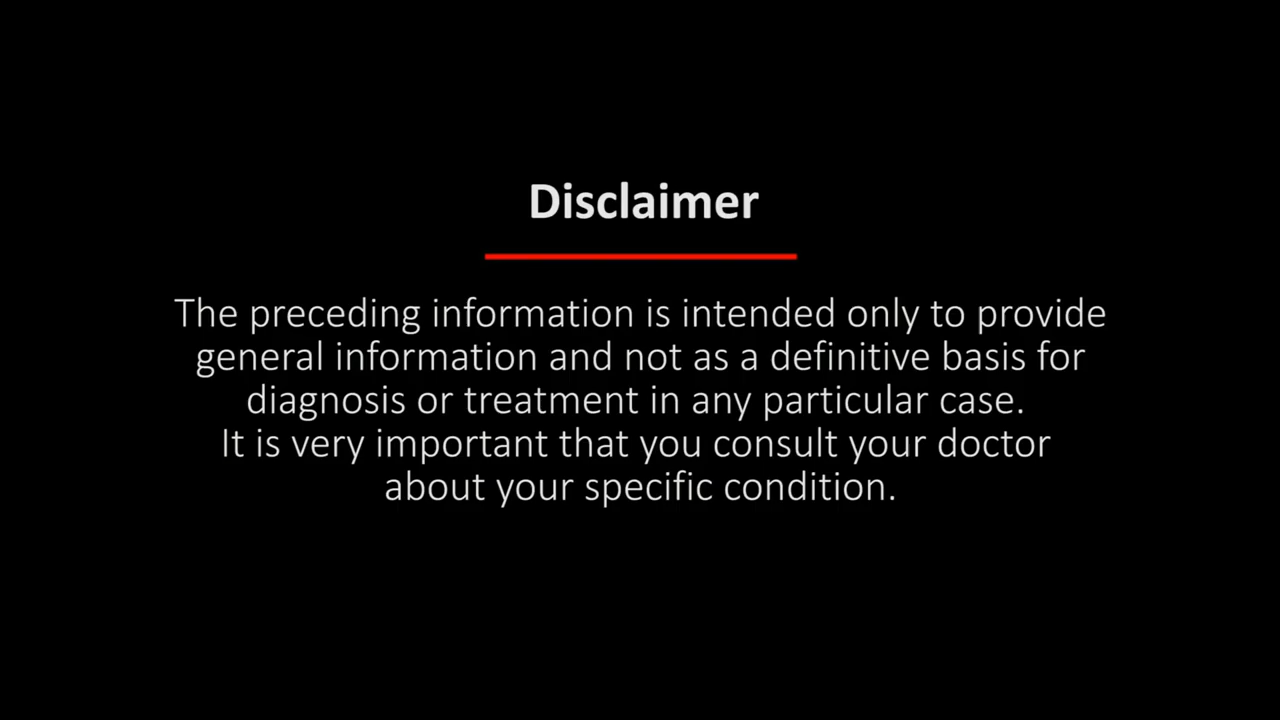 Disclaimer
The preceding information is intended only to provide
general information and not as a definitive basis for
diagnosis or treatment in any particular case.
It is very important that you consult your doctor
about your specific condition.